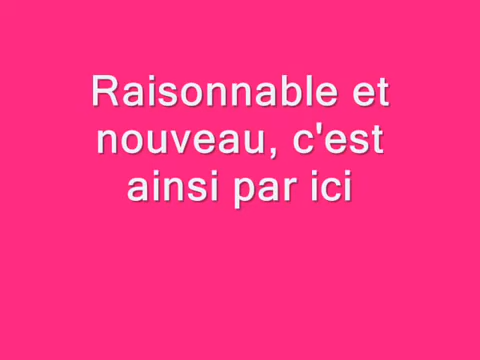 Raisonnable et
nouveau, c'est
ainsi par ici